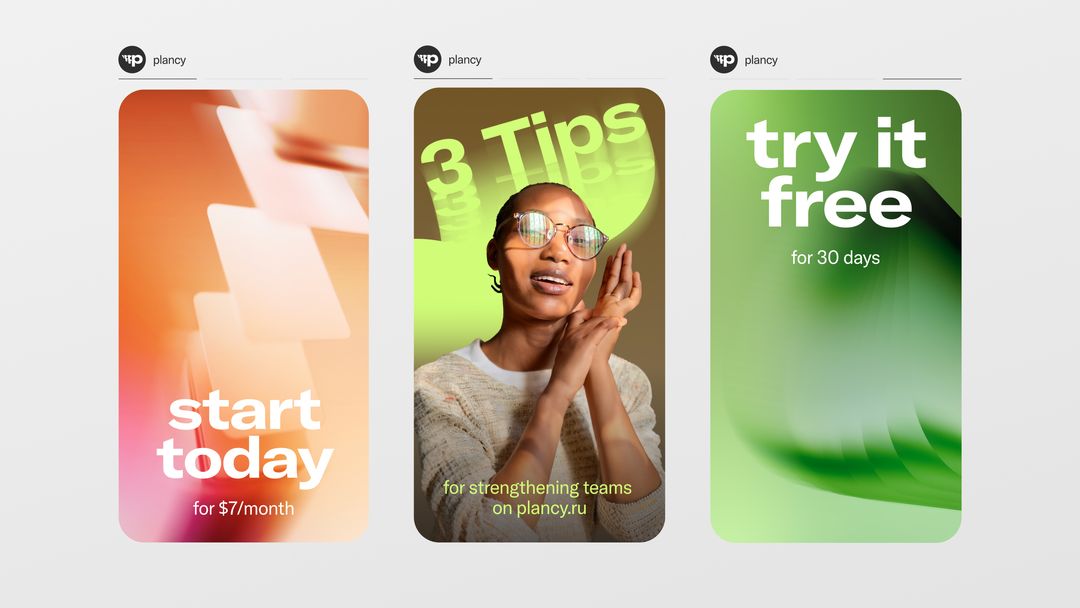 plancy
start
today
for $7/month
plancy
3 Tips
for strengthening teams
on plancy.ru
plancy
try it
free
for 30 days